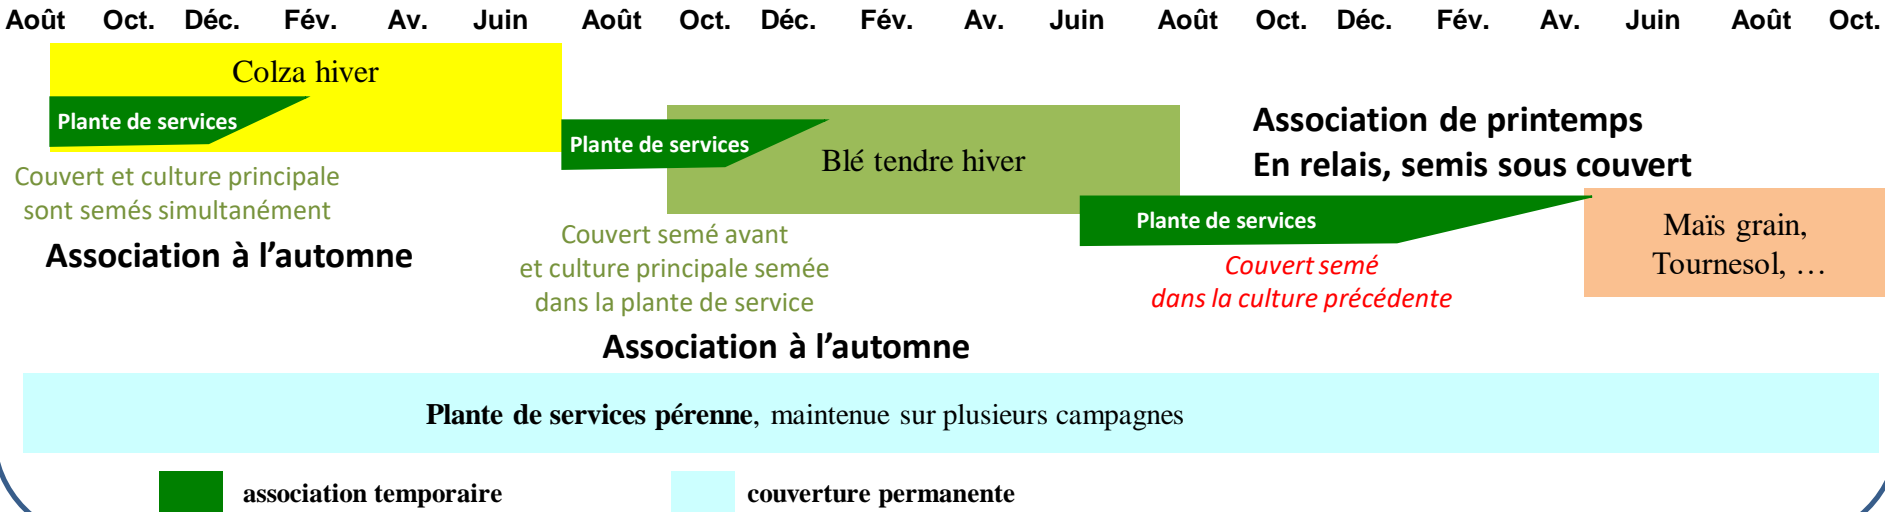 Août Oct. Déc. Fév. Av. Juin Août Oct. Déc. Fév. Av. Juin Août Oct. Déc. Fév. Av. Juin Août Oct.
Colza hiver
Plante de services
Couvert et culture principale
sont semés simultanément
Association à l’automne
Plante de services
Blé tendre hiver
Couvert semé avant
et culture principale semée
dans la plante de service
Association à l’automne
Association de printemps
En relais, semis sous couvert
Plante de services
Couvert semé
dans la culture précédente
Maïs grain,
Tournesol, …
Plante de services pérenne, maintenue sur plusieurs campagnes
association temporaire
couverture permanente